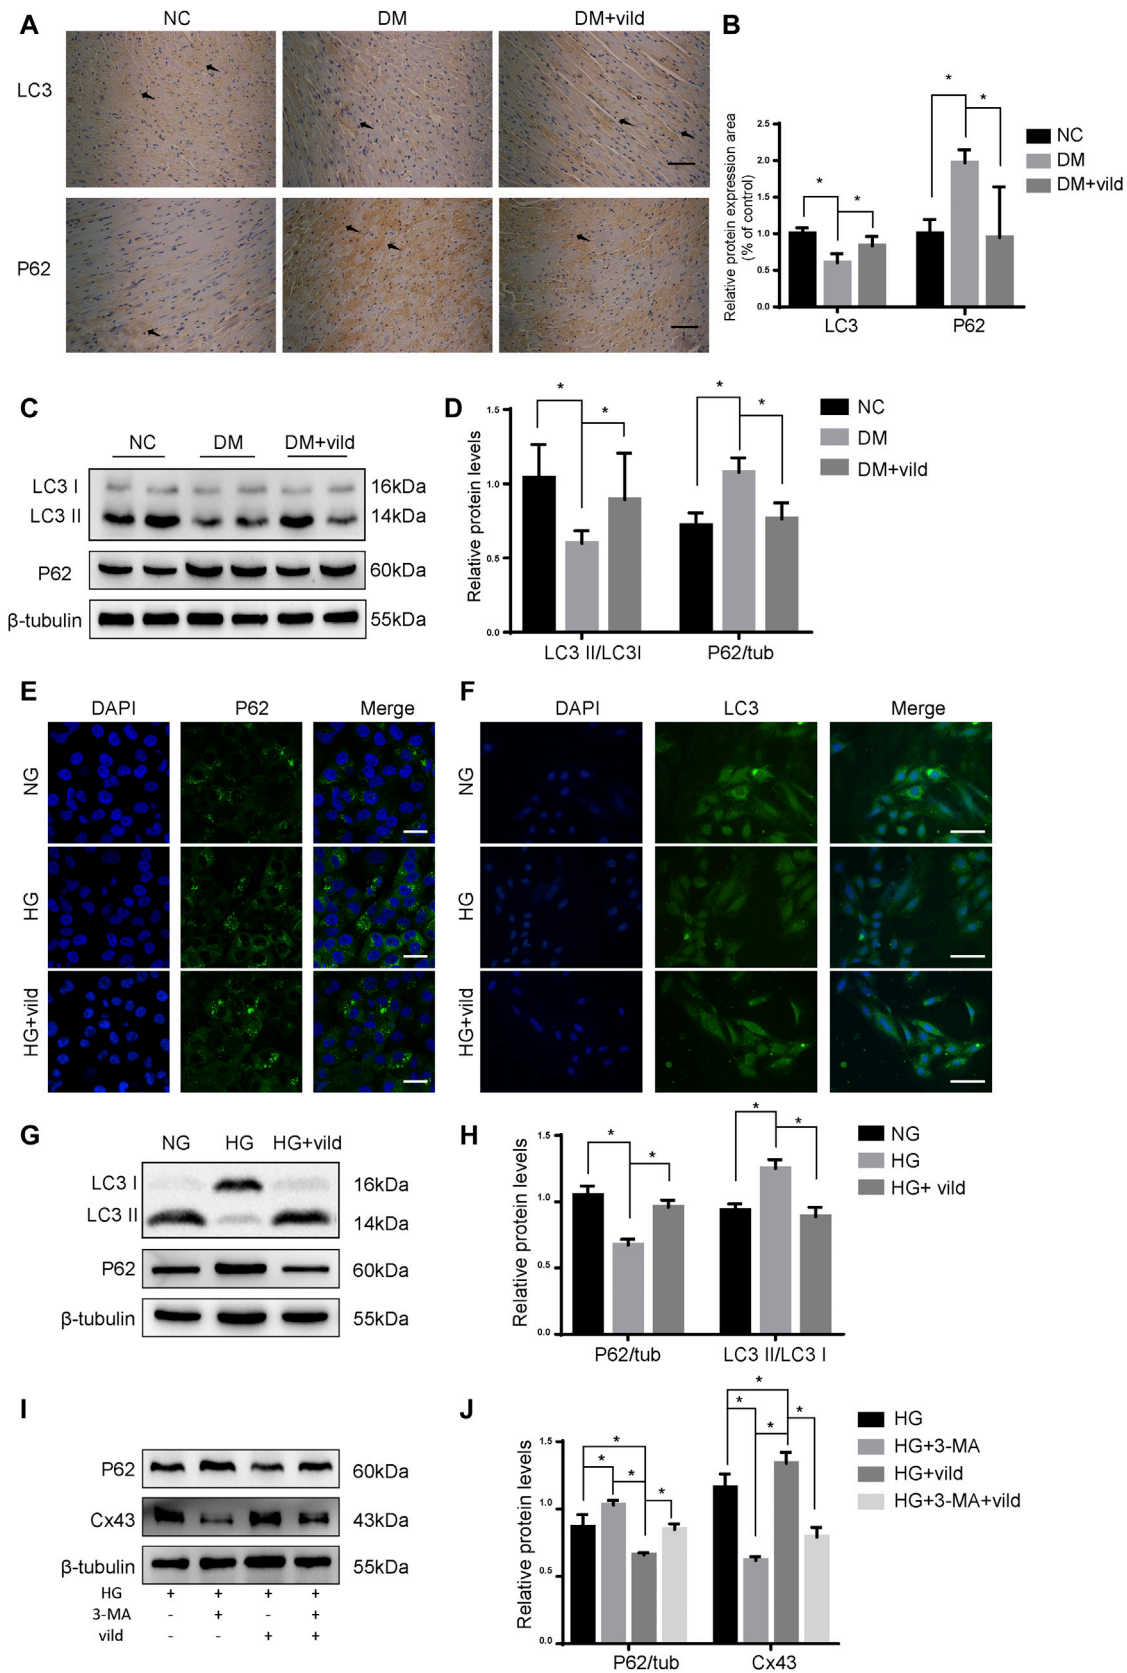 A
NC DM DM+vild
LC3
P62
B
Relative protein expression area
(% of control)
2.5
2.0
1.5
1.0
0.5
0.0
* * * *
LC3 P62
NC
DM
DM+vild
C
NC DM DM+vild
LC3 I 16kDa
LC3 II 14kDa
P62 60kDa
β-tubulin 55kDa
D
Relative protein levels
1.5
1.0
0.5
0.0
* * * *
LC3 II/LC3I P62/tub
NC
DM
DM+vild
E
DAPI P62 Merge
NG
HG
HG+vild
F
DAPI LC3 Merge
NG
HG
HG+vild
G
NG HG HG+vild
LC3 I 16kDa
LC3 II 14kDa
P62 60kDa
β-tubulin 55kDa
H
Relative protein levels
1.5
1.0
0.5
0.0
* * * *
P62/tub LC3 II/LC3 I
NG
HG
HG+ vild
I
P62 60kDa
Cx43 43kDa
β-tubulin 55kDa
HG + + + +
3-MA - + - +
vild - - + +
J
Relative protein levels
1.5
1.0
0.5
0.0
* * * * * * * *
P62/tub Cx43
HG
HG+3-MA
HG+vild
HG+3-MA+vild